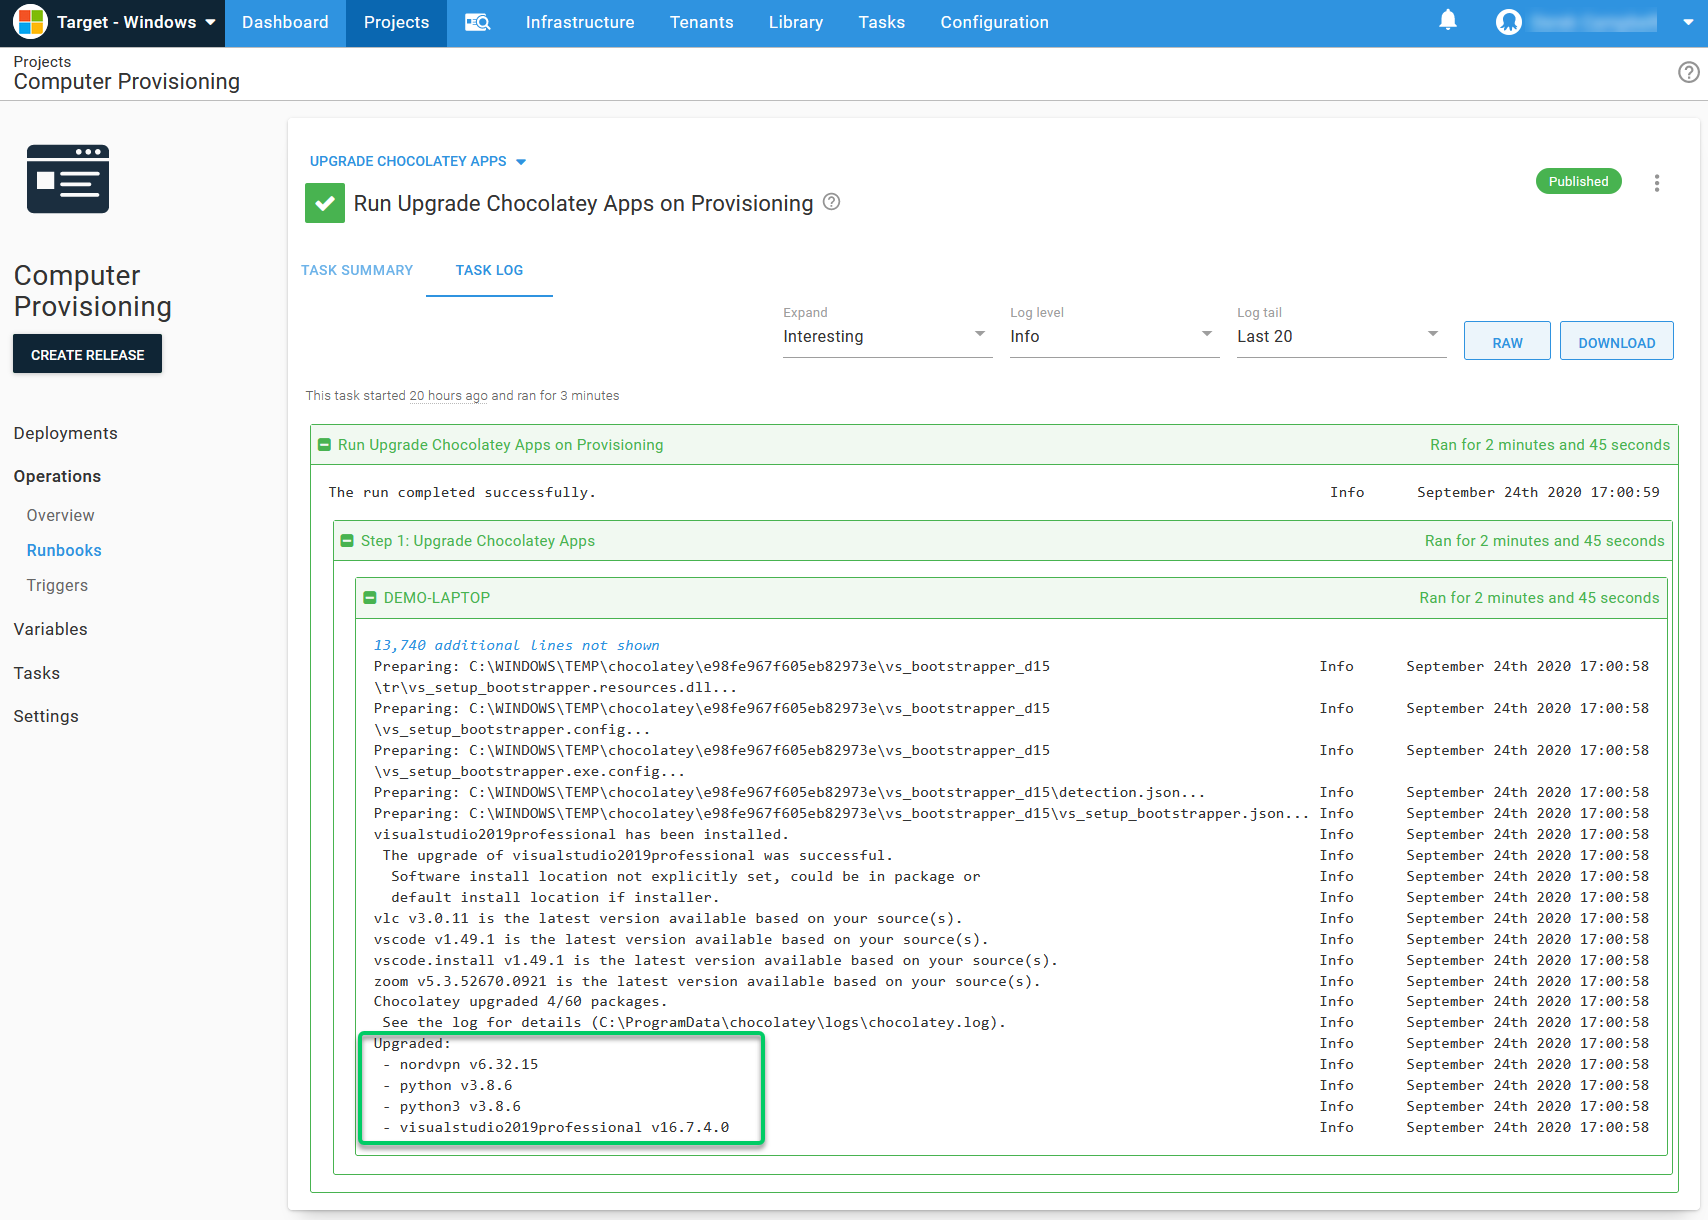 Target - Windows
Dashboard
Projects
Infrastructure
Tenants
Library
Tasks
Configuration
Projects
Computer Provisioning
Computer
Provisioning
CREATE RELEASE
Deployments
Operations
Overview
Runbooks
Triggers
Variables
Tasks
Settings
UPGRADE CHOCOLATEY APPS
Run Upgrade Chocolatey Apps on Provisioning
Published
TASK SUMMARY
TASK LOG
Expand
Interesting
Log level
Info
Log tail
Last 20
RAW
DOWNLOAD
This task started 20 hours ago and ran for 3 minutes
Run Upgrade Chocolatey Apps on Provisioning Ran for 2 minutes and 45 seconds
The run completed successfully. Info September 24th 2020 17:00:59
Step 1: Upgrade Chocolatey Apps Ran for 2 minutes and 45 seconds
DEMO-LAPTOP Ran for 2 minutes and 45 seconds
13,740 additional lines not shown
Preparing: C:\WINDOWS\TEMP\chocolatey\e98fe967f605eb82973e\vs_bootstrapper_d15 Info September 24th 2020 17:00:58
\tr\vs_setup_bootstrapper.resources.dll...
Preparing: C:\WINDOWS\TEMP\chocolatey\e98fe967f605eb82973e\vs_bootstrapper_d15 Info September 24th 2020 17:00:58
\vs_setup_bootstrapper.config...
Preparing: C:\WINDOWS\TEMP\chocolatey\e98fe967f605eb82973e\vs_bootstrapper_d15 Info September 24th 2020 17:00:58
\vs_setup_bootstrapper.exe.config...
Preparing: C:\WINDOWS\TEMP\chocolatey\e98fe967f605eb82973e\vs_bootstrapper_d15\detection.json... Info September 24th 2020 17:00:58
Preparing: C:\WINDOWS\TEMP\chocolatey\e98fe967f605eb82973e\vs_bootstrapper_d15\vs_setup_bootstrapper.json... Info September 24th 2020 17:00:58
visualstudio2019professional has been installed. Info September 24th 2020 17:00:58
The upgrade of visualstudio2019professional was successful. Info September 24th 2020 17:00:58
Software install location not explicitly set, could be in package or Info September 24th 2020 17:00:58
default install location if installer. Info September 24th 2020 17:00:58
vlc v3.0.11 is the latest version available based on your source(s). Info September 24th 2020 17:00:58
vscode v1.49.1 is the latest version available based on your source(s). Info September 24th 2020 17:00:58
vscode.install v1.49.1 is the latest version available based on your source(s). Info September 24th 2020 17:00:58
zoom v5.3.52670.0921 is the latest version available based on your source(s). Info September 24th 2020 17:00:58
Chocolatey upgraded 4/60 packages. Info September 24th 2020 17:00:58
See the log for details (C:\ProgramData\chocolatey\logs\chocolatey.log). Info September 24th 2020 17:00:58
Upgraded: Info September 24th 2020 17:00:58
- nordvpn v6.32.15 Info September 24th 2020 17:00:58
- python v3.8.6 Info September 24th 2020 17:00:58
- python3 v3.8.6 Info September 24th 2020 17:00:58
- visualstudio2019professional v16.7.4.0 Info September 24th 2020 17:00:58